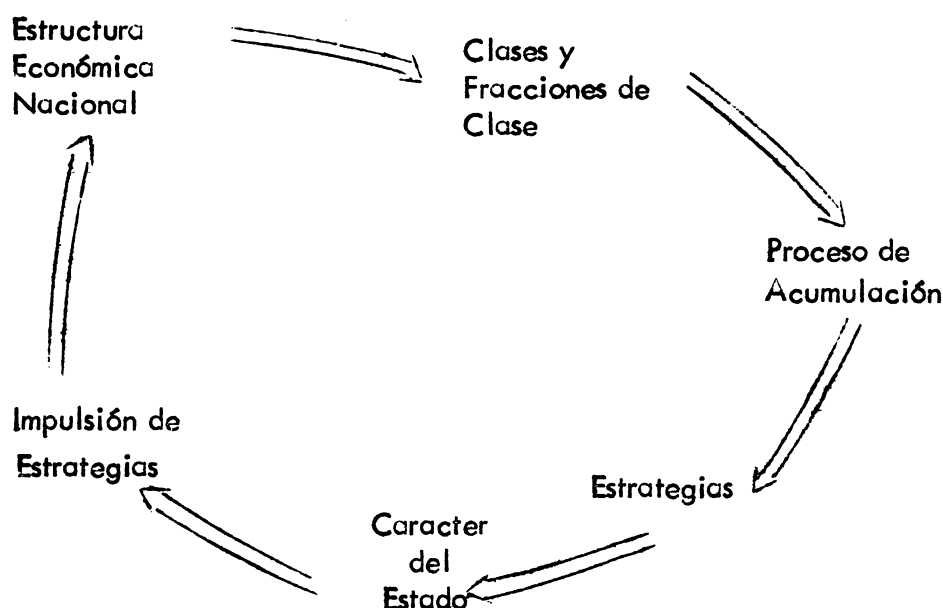 Estructura
Económica
Nacional
Clases y
Fracciones de
Clase
Proceso de
Acumulación
Estrategias
Caracter
del
Estado
Impulsión de
Estrategias